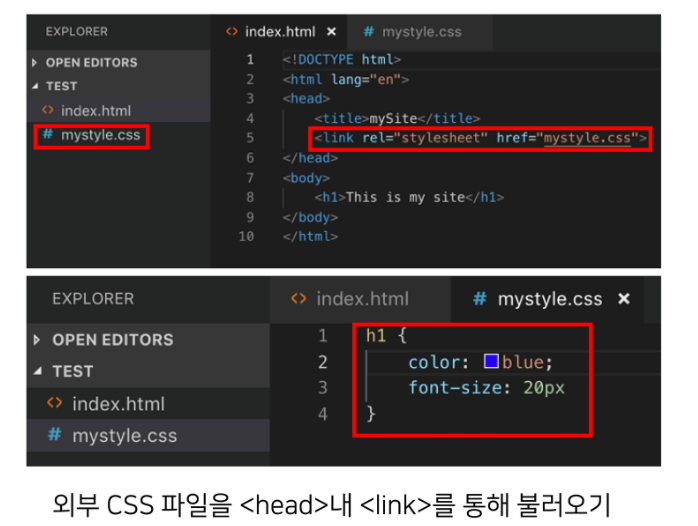 EXPLORER
index.html ×
# mystyle.css
OPEN EDITORS
TEST
index.html
# mystyle.css
1 <!DOCTYPE html>
2 <html lang="en">
3 <head>
4 <title>mySite</title>
5 <link rel="stylesheet" href="mystyle.css">
6 </head>
7 <body>
8 <h1>This is my site</h1>
9 </body>
10 </html>
EXPLORER
index.html
# mystyle.css ×
OPEN EDITORS
TEST
index.html
# mystyle.css
1 h1 {
2 color: blue;
3 font-size: 20px
4 }
외부 CSS 파일을 <head>내 <link>를 통해 불러오기